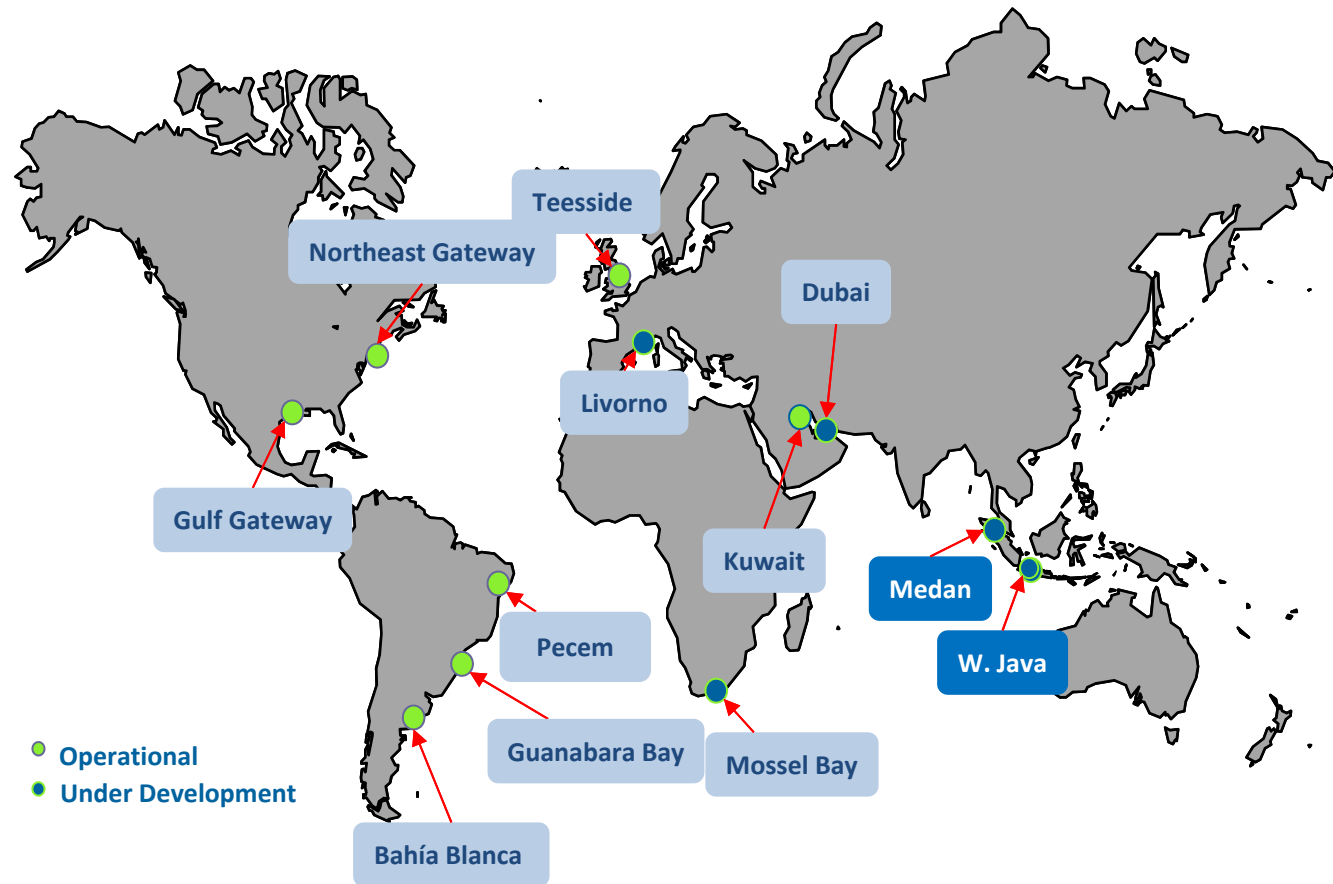 Teesside
Northeast Gateway
Dubai
Livorno
Gulf Gateway
Kuwait
Medan
Pecem
W. Java
Guanabara Bay
Mossel Bay
Operational
Under Development
Bahía Blanca